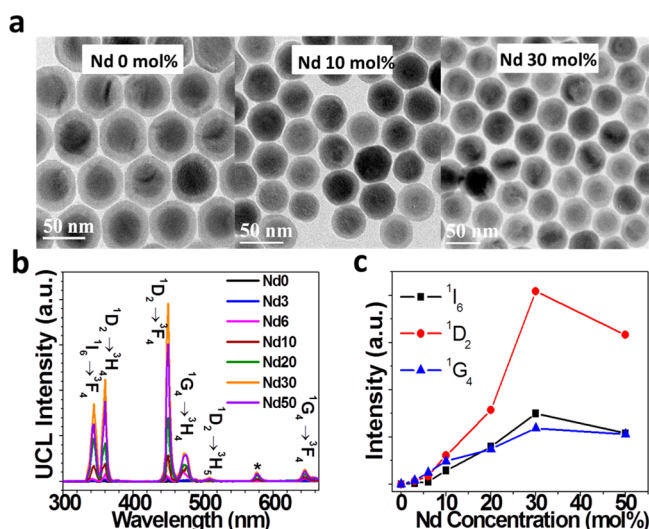 a
Nd 0 mol%
Nd 10 mol%
Nd 30 mol%
50 nm
50 nm
50 nm
b
UCL Intensity (a.u.)
¹I₆→³F₄
¹D₂→³H₄
¹D₂→³F₄
¹G₄→³H₄
¹D₂→³H₅
*
¹G₄→³F₄
Nd0
Nd3
Nd6
Nd10
Nd20
Nd30
Nd50
300 400 500 600
Wavelength (nm)
c
Intensity (a.u.)
¹I₆
¹D₂
¹G₄
0 10 20 30 40 50
Nd Concentration (mol%)